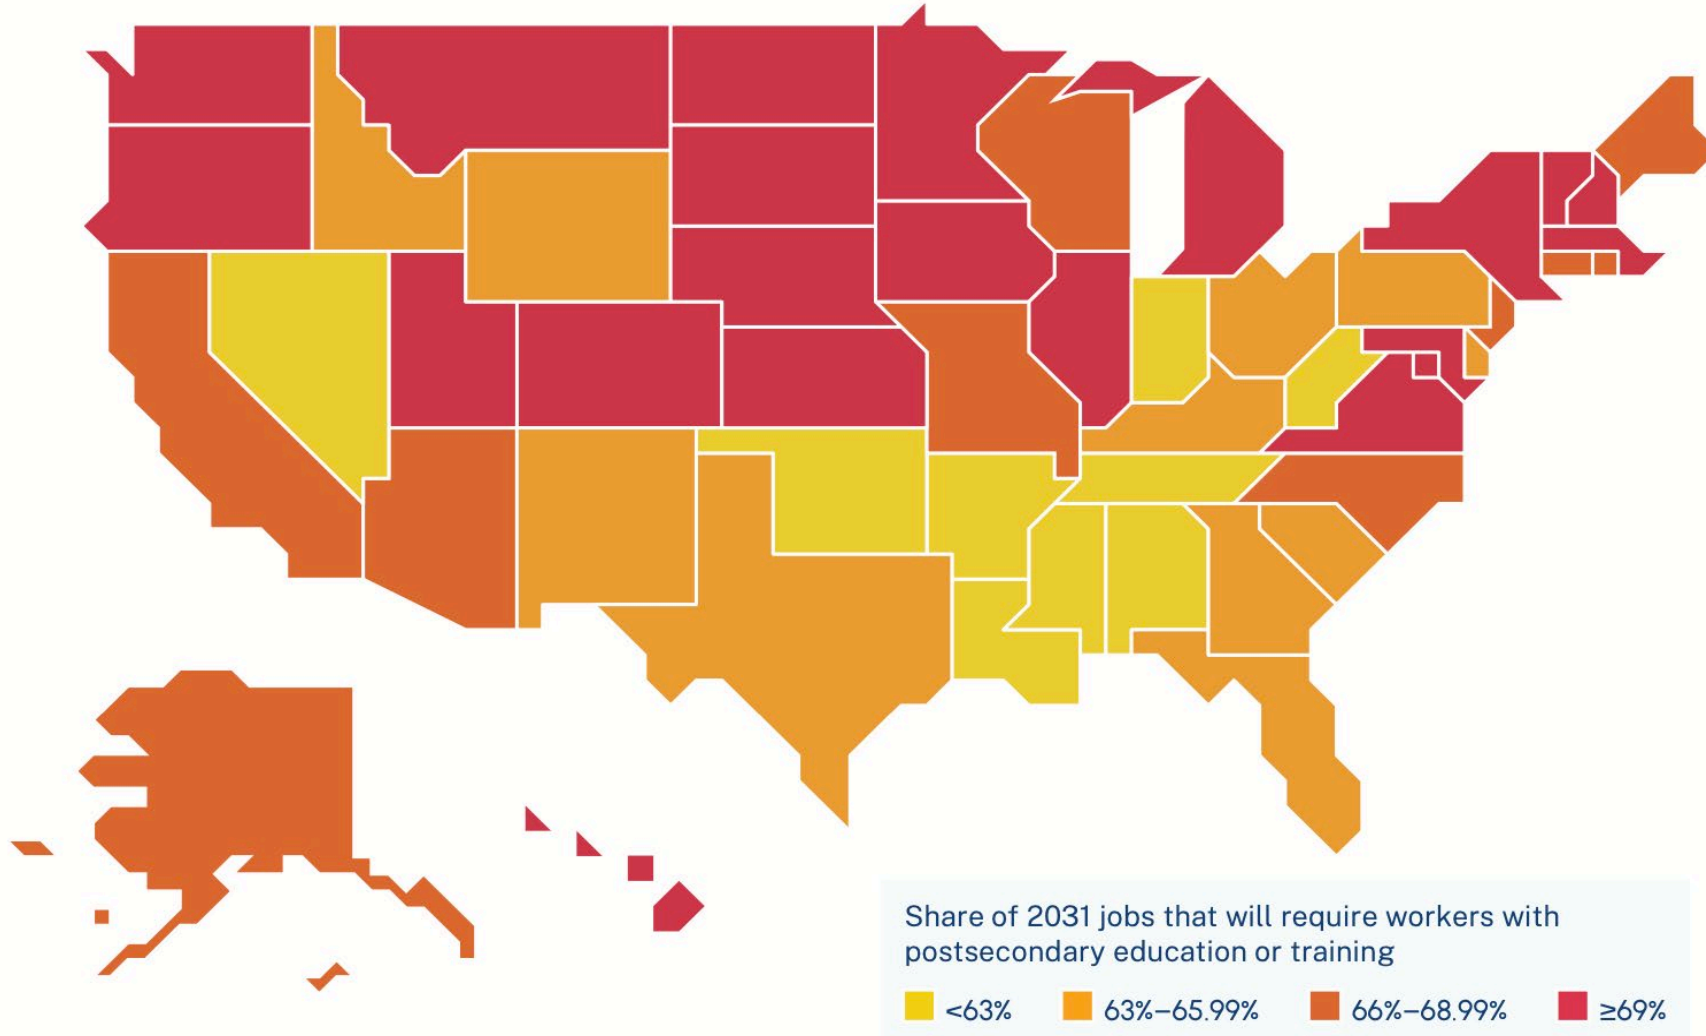 Share of 2031 jobs that will require workers with
postsecondary education or training
<63% 63%–65.99% 66%–68.99% ≥69%